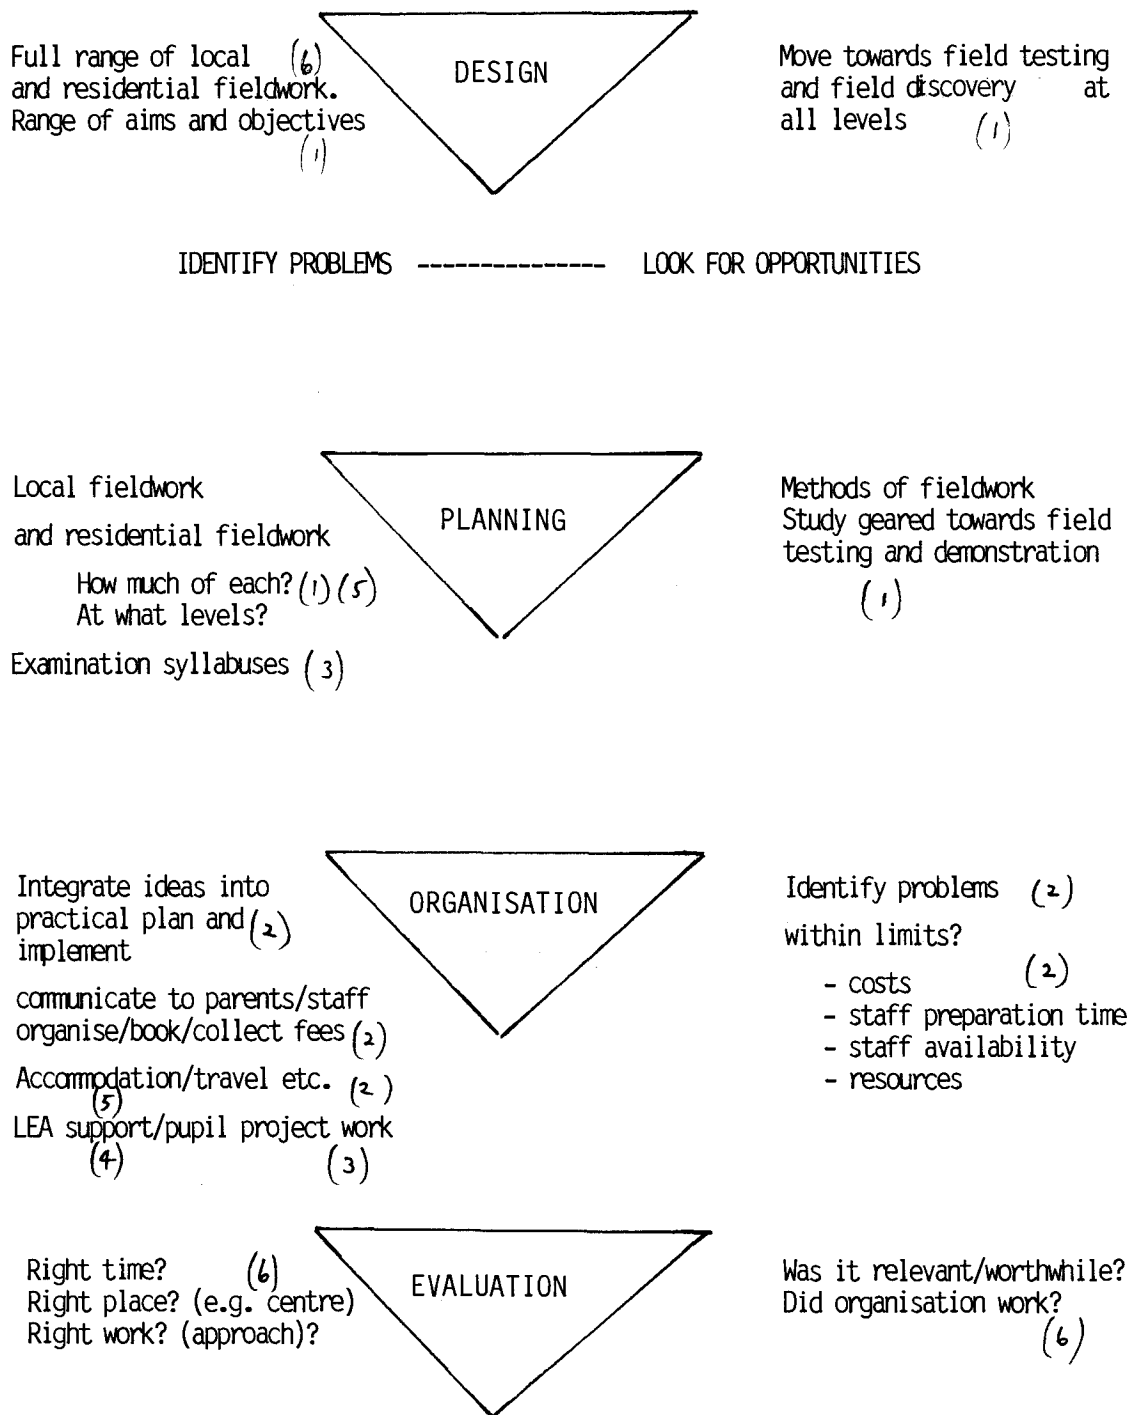 Full range of local (6)
and residential fieldwork.
Range of aims and objectives
(1)
DESIGN
Move towards field testing
and field discovery at
all levels (1)
IDENTIFY PROBLEMS --------------- LOOK FOR OPPORTUNITIES
Local fieldwork
and residential fieldwork
How much of each? (1) (5)
At what levels?
Examination syllabuses (3)
PLANNING
Methods of fieldwork
Study geared towards field
testing and demonstration
(1)
Integrate ideas into
practical plan and (2)
implement
communicate to parents/staff
organise/book/collect fees (2)
Accommodation/travel etc. (2)
(5)
LEA support/pupil project work
(4) (3)
ORGANISATION
Identify problems (2)
within limits?
(2)
- costs
- staff preparation time
- staff availability
- resources
Right time? (6)
Right place? (e.g. centre)
Right work? (approach)?
EVALUATION
Was it relevant/worthwhile?
Did organisation work?
(6)